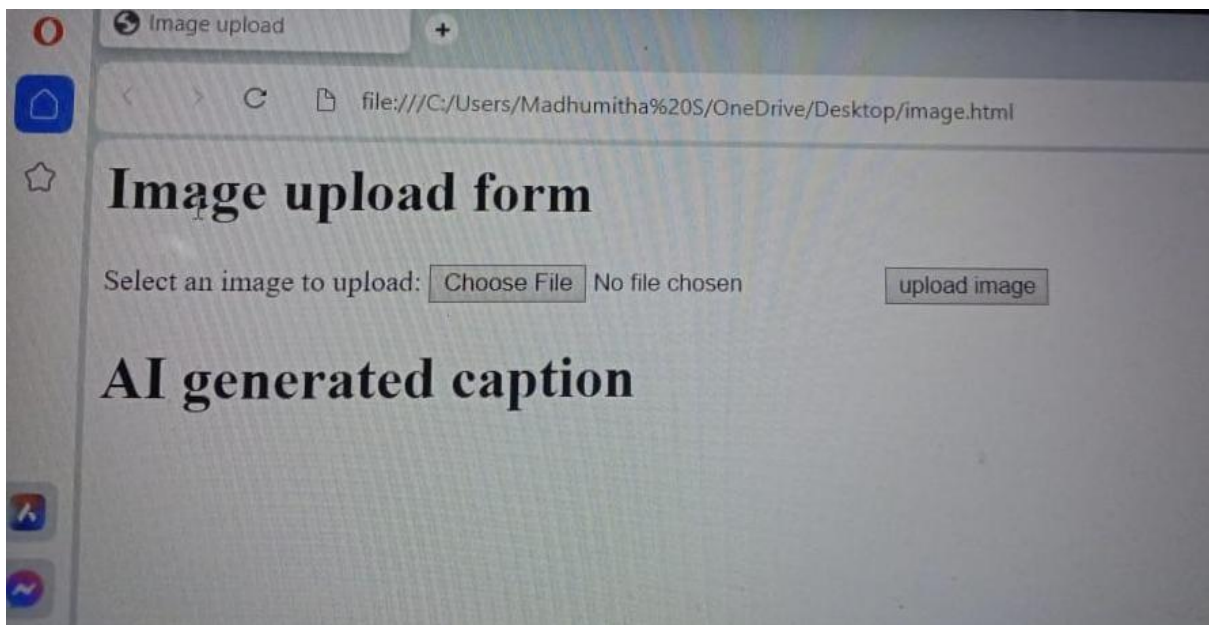 Image upload
+
file:///C:/Users/Madhumitha%20S/OneDrive/Desktop/image.html
Image upload form
Select an image to upload: Choose File No file chosen upload image
AI generated caption